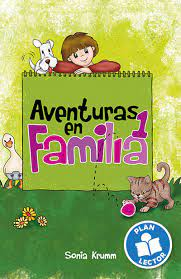 Aventuras
en
Familia 1
Sonia Krumm
PLAN
LECTOR